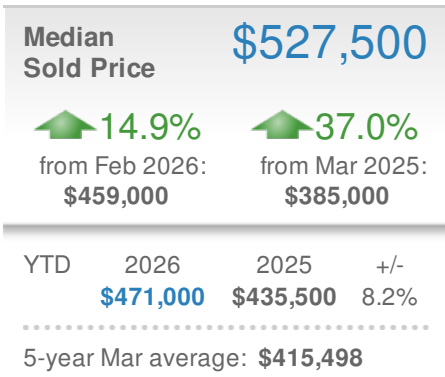 Median Sold Price $527,500
14.9% 37.0%
from Feb 2026: from Mar 2025:
$459,000 $385,000
YTD 2026 2025 +/-
$471,000 $435,500 8.2%
5-year Mar average: $415,498